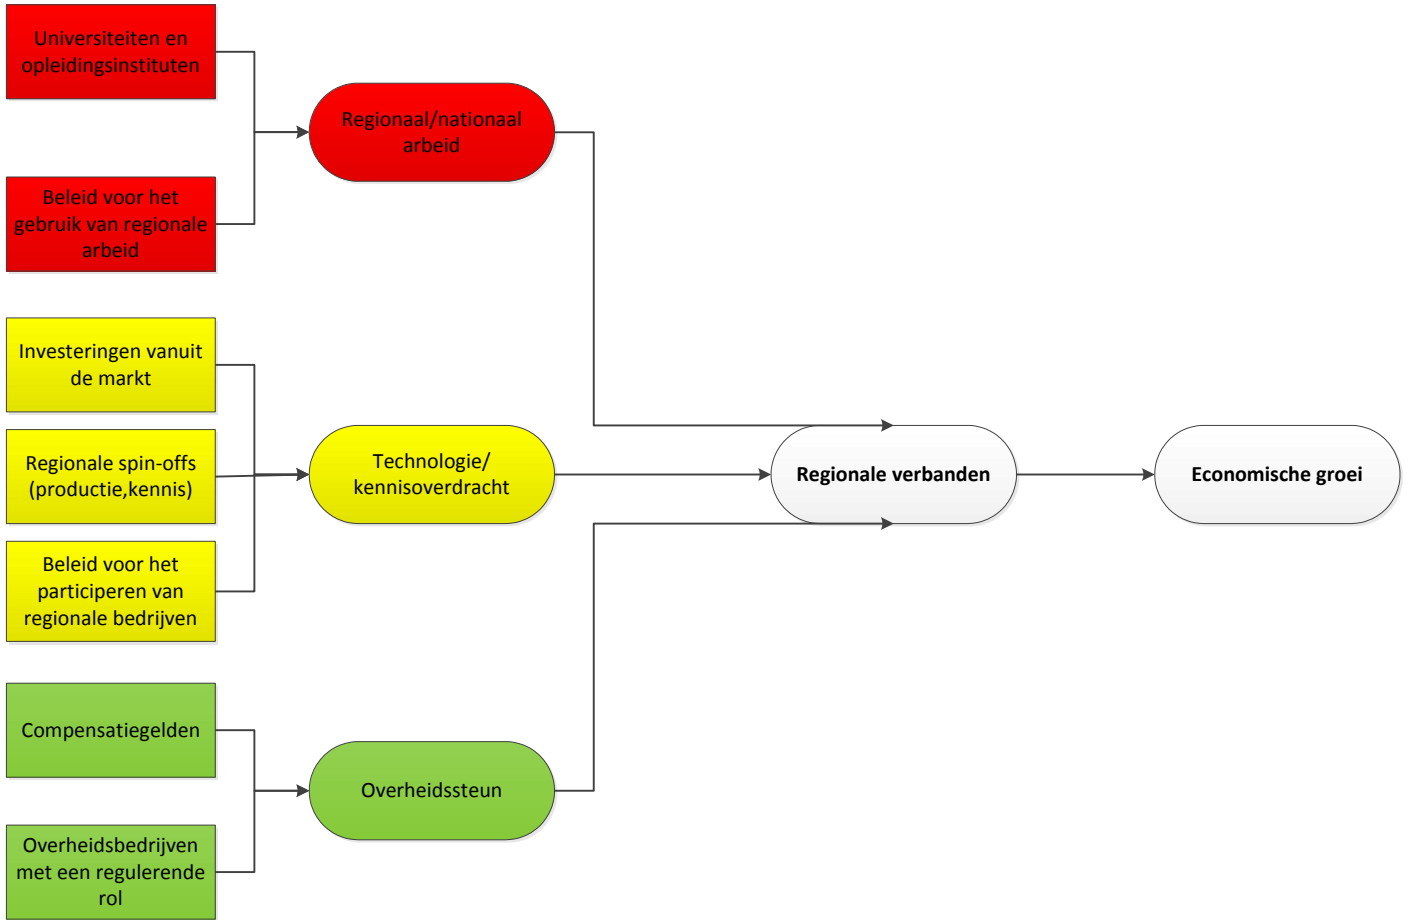 Universiteiten en
opleidingsinstituten
Beleid voor het
gebruik van regionale
arbeid
Regionaal/nationaal
arbeid
Investeringen vanuit
de markt
Regionale spin-offs
(productie,kennis)
Beleid voor het
participeren van
regionale bedrijven
Technologie/
kennisoverdracht
Regionale verbanden
Economische groei
Compensatiegelden
Overheidsbedrijven
met een regulerende
rol
Overheidssteun